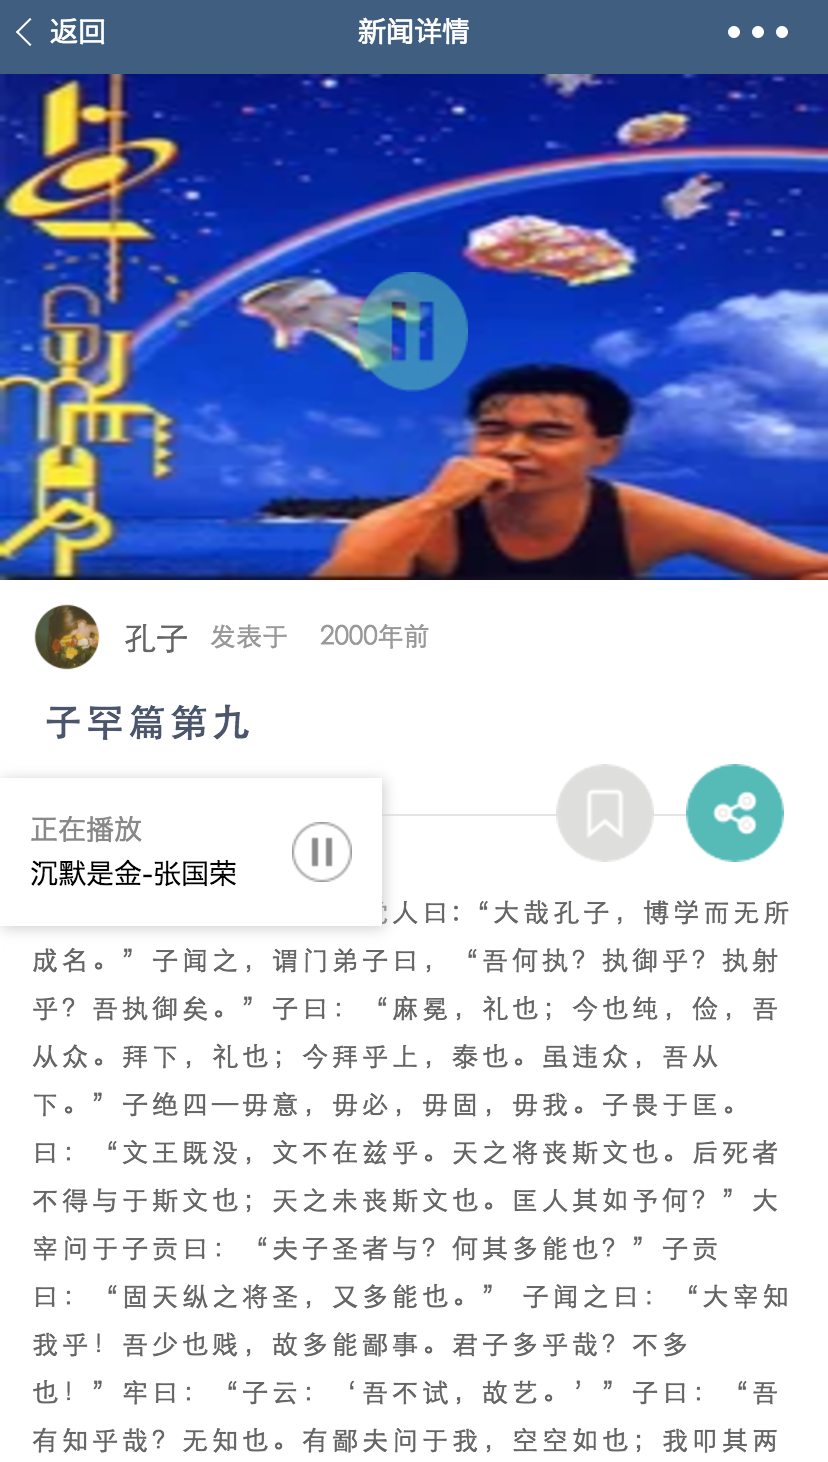 返回
新闻详情
孔子 发表于 2000年前
子罕篇第九
正在播放
沉默是金-张国荣
人曰：“大哉孔子，博学而无所
成名。”子闻之，谓门弟子曰，“吾何执？执御乎？执射
乎？吾执御矣。”子曰：“麻冕，礼也；今也纯，俭，吾
从众。拜下，礼也；今拜乎上，泰也。虽违众，吾从
下。”子绝四—毋意，毋必，毋固，毋我。子畏于匡。
曰：“文王既没，文不在兹乎。天之将丧斯文也。后死者
不得与于斯文也；天之未丧斯文也。匡人其如予何？”大
宰问于子贡曰：“夫子圣者与？何其多能也？”子贡
曰：“固天纵之将圣，又多能也。” 子闻之曰：“大宰知
我乎！吾少也贱，故多能鄙事。君子多乎哉？不多
也！”牢曰：“子云：‘吾不试，故艺。’”子曰：“吾
有知乎哉？无知也。有鄙夫问于我，空空如也；我叩其两